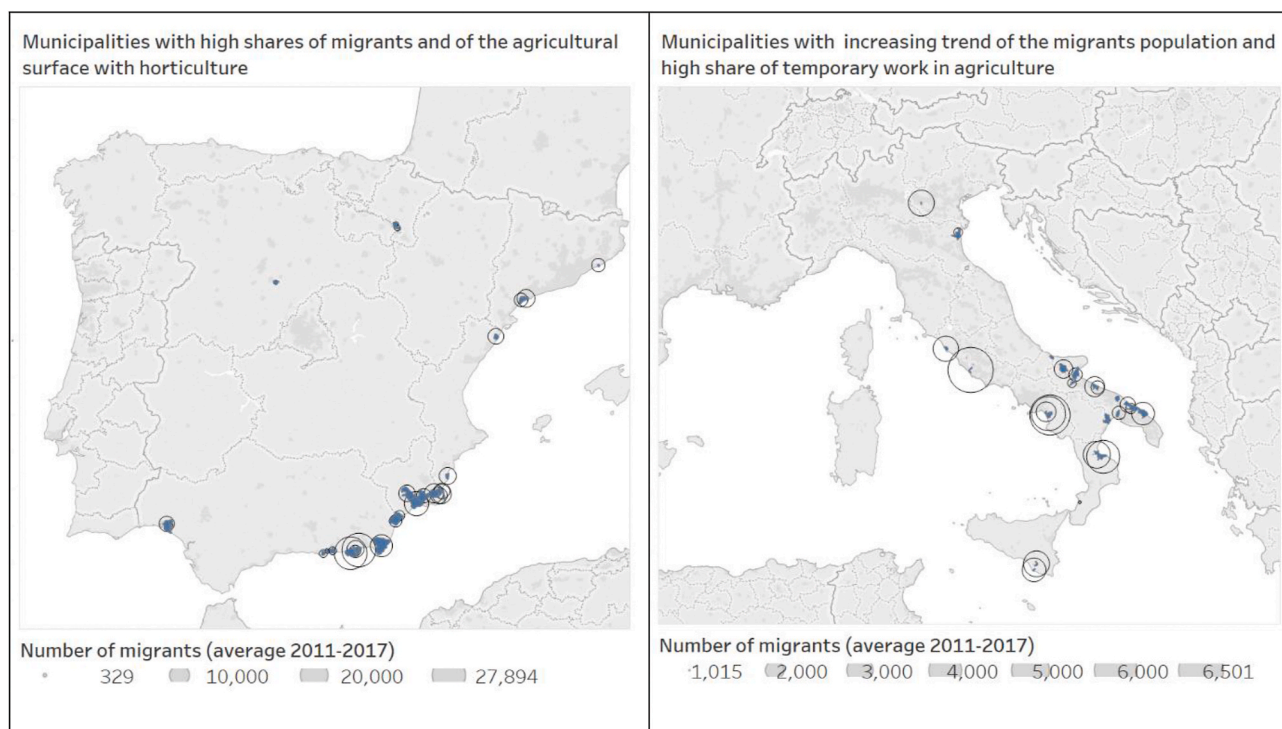 Municipalities with high shares of migrants and of the agricultural
surface with horticulture
Number of migrants (average 2011-2017)
329 10,000 20,000 27,894
Municipalities with increasing trend of the migrants population and
high share of temporary work in agriculture
Number of migrants (average 2011-2017)
1,015 2,000 3,000 4,000 5,000 6,000 6,501